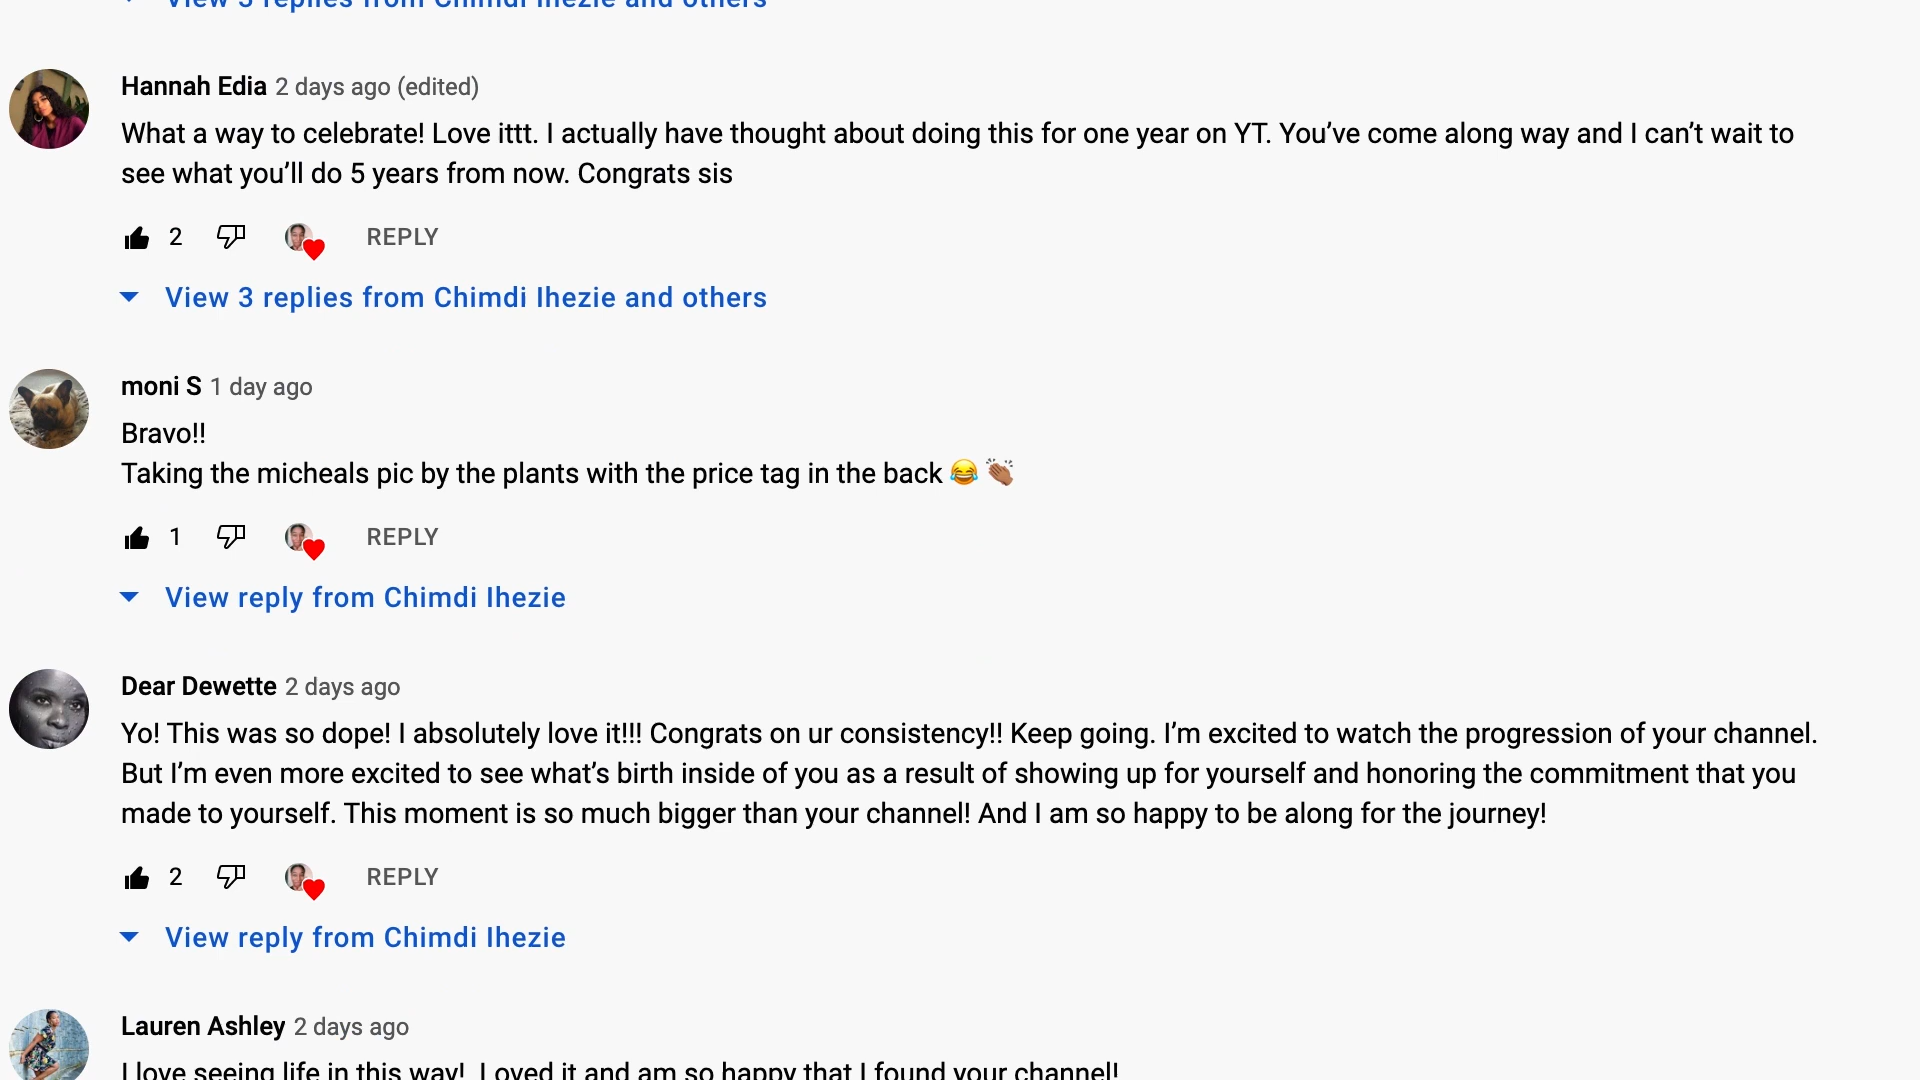 View 3 replies from Chimdi Ihezie and others
Hannah Edia 2 days ago (edited)
What a way to celebrate! Love ittt. I actually have thought about doing this for one year on YT. You’ve come along way and I can’t wait to
see what you’ll do 5 years from now. Congrats sis
2 REPLY
View 3 replies from Chimdi Ihezie and others
moni S 1 day ago
Bravo!!
Taking the micheals pic by the plants with the price tag in the back 😂 👏🏾
1 REPLY
View reply from Chimdi Ihezie
Dear Dewette 2 days ago
Yo! This was so dope! I absolutely love it!!! Congrats on ur consistency!! Keep going. I’m excited to watch the progression of your channel.
But I’m even more excited to see what’s birth inside of you as a result of showing up for yourself and honoring the commitment that you
made to yourself. This moment is so much bigger than your channel! And I am so happy to be along for the journey!
2 REPLY
View reply from Chimdi Ihezie
Lauren Ashley 2 days ago
I love seeing life in this way! Loved it and am so happy that I found your channel!